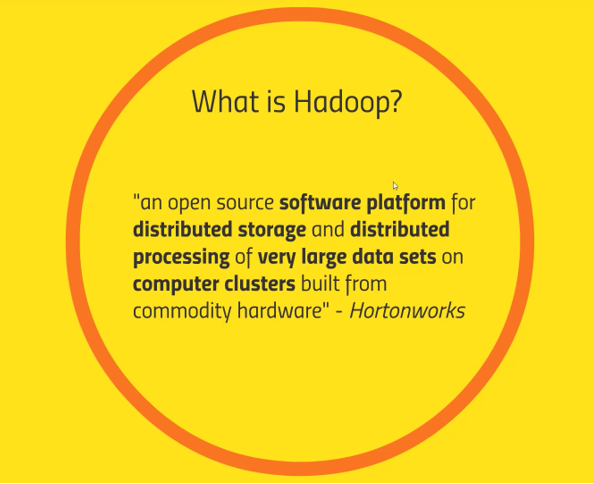 What is Hadoop?
"an open source software platform for
distributed storage and distributed
processing of very large data sets on
computer clusters built from
commodity hardware" - Hortonworks